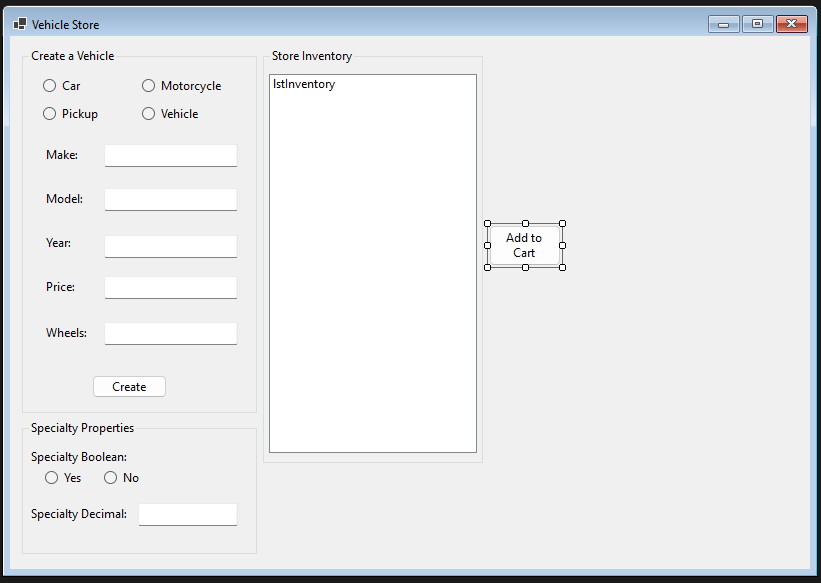 Vehicle Store
Create a Vehicle
Car
Motorcycle
Pickup
Vehicle
Make:
Model:
Year:
Price:
Wheels:
Create
Specialty Properties
Specialty Boolean:
Yes
No
Specialty Decimal:
Store Inventory
lstInventory
Add to
Cart